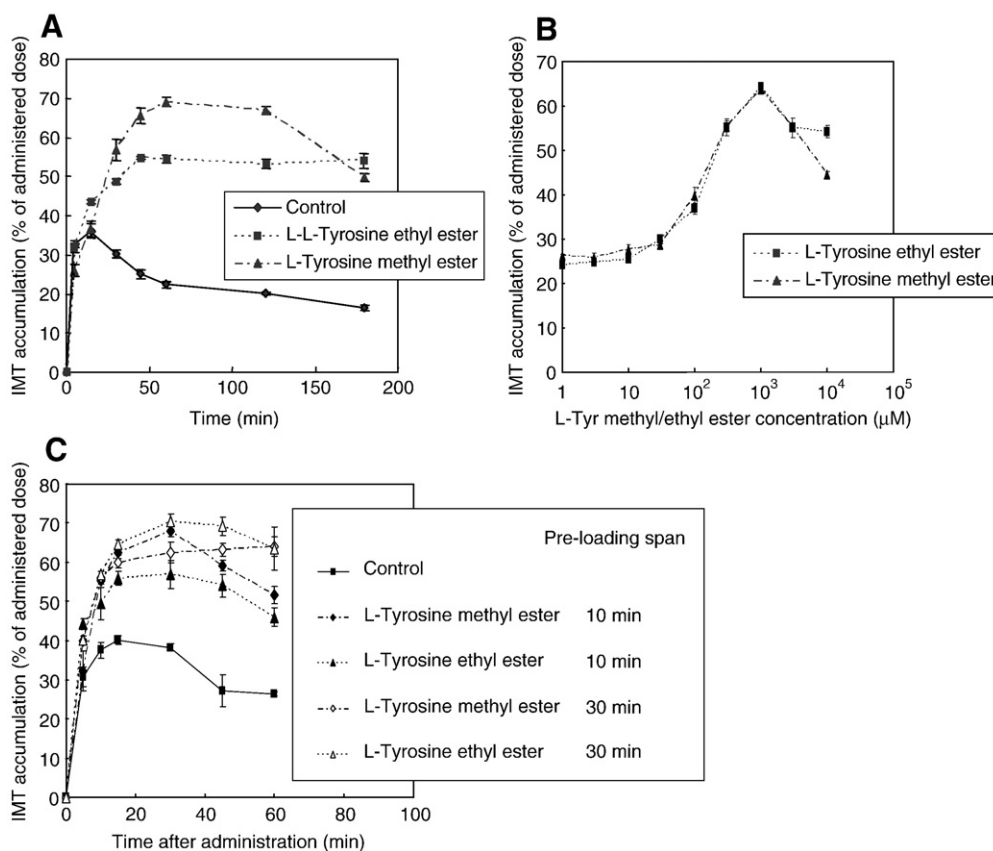 A
IMT accumulation (% of administered dose)
80
70
60
50
40
30
20
10
0
0 50 100 150 200
Time (min)
Control
L-L-Tyrosine ethyl ester
L-Tyrosine methyl ester
B
IMT accumulation (% of administered dose)
70
60
50
40
30
20
10
0
1 10 10² 10³ 10⁴ 10⁵
L-Tyr methyl/ethyl ester concentration (μM)
L-Tyrosine ethyl ester
L-Tyrosine methyl ester
C
IMT accumulation (% of administered dose)
80
70
60
50
40
30
20
10
0
0 20 40 60 80 100
Time after administration (min)
Pre-loading span
Control
L-Tyrosine methyl ester 10 min
L-Tyrosine ethyl ester 10 min
L-Tyrosine methyl ester 30 min
L-Tyrosine ethyl ester 30 min